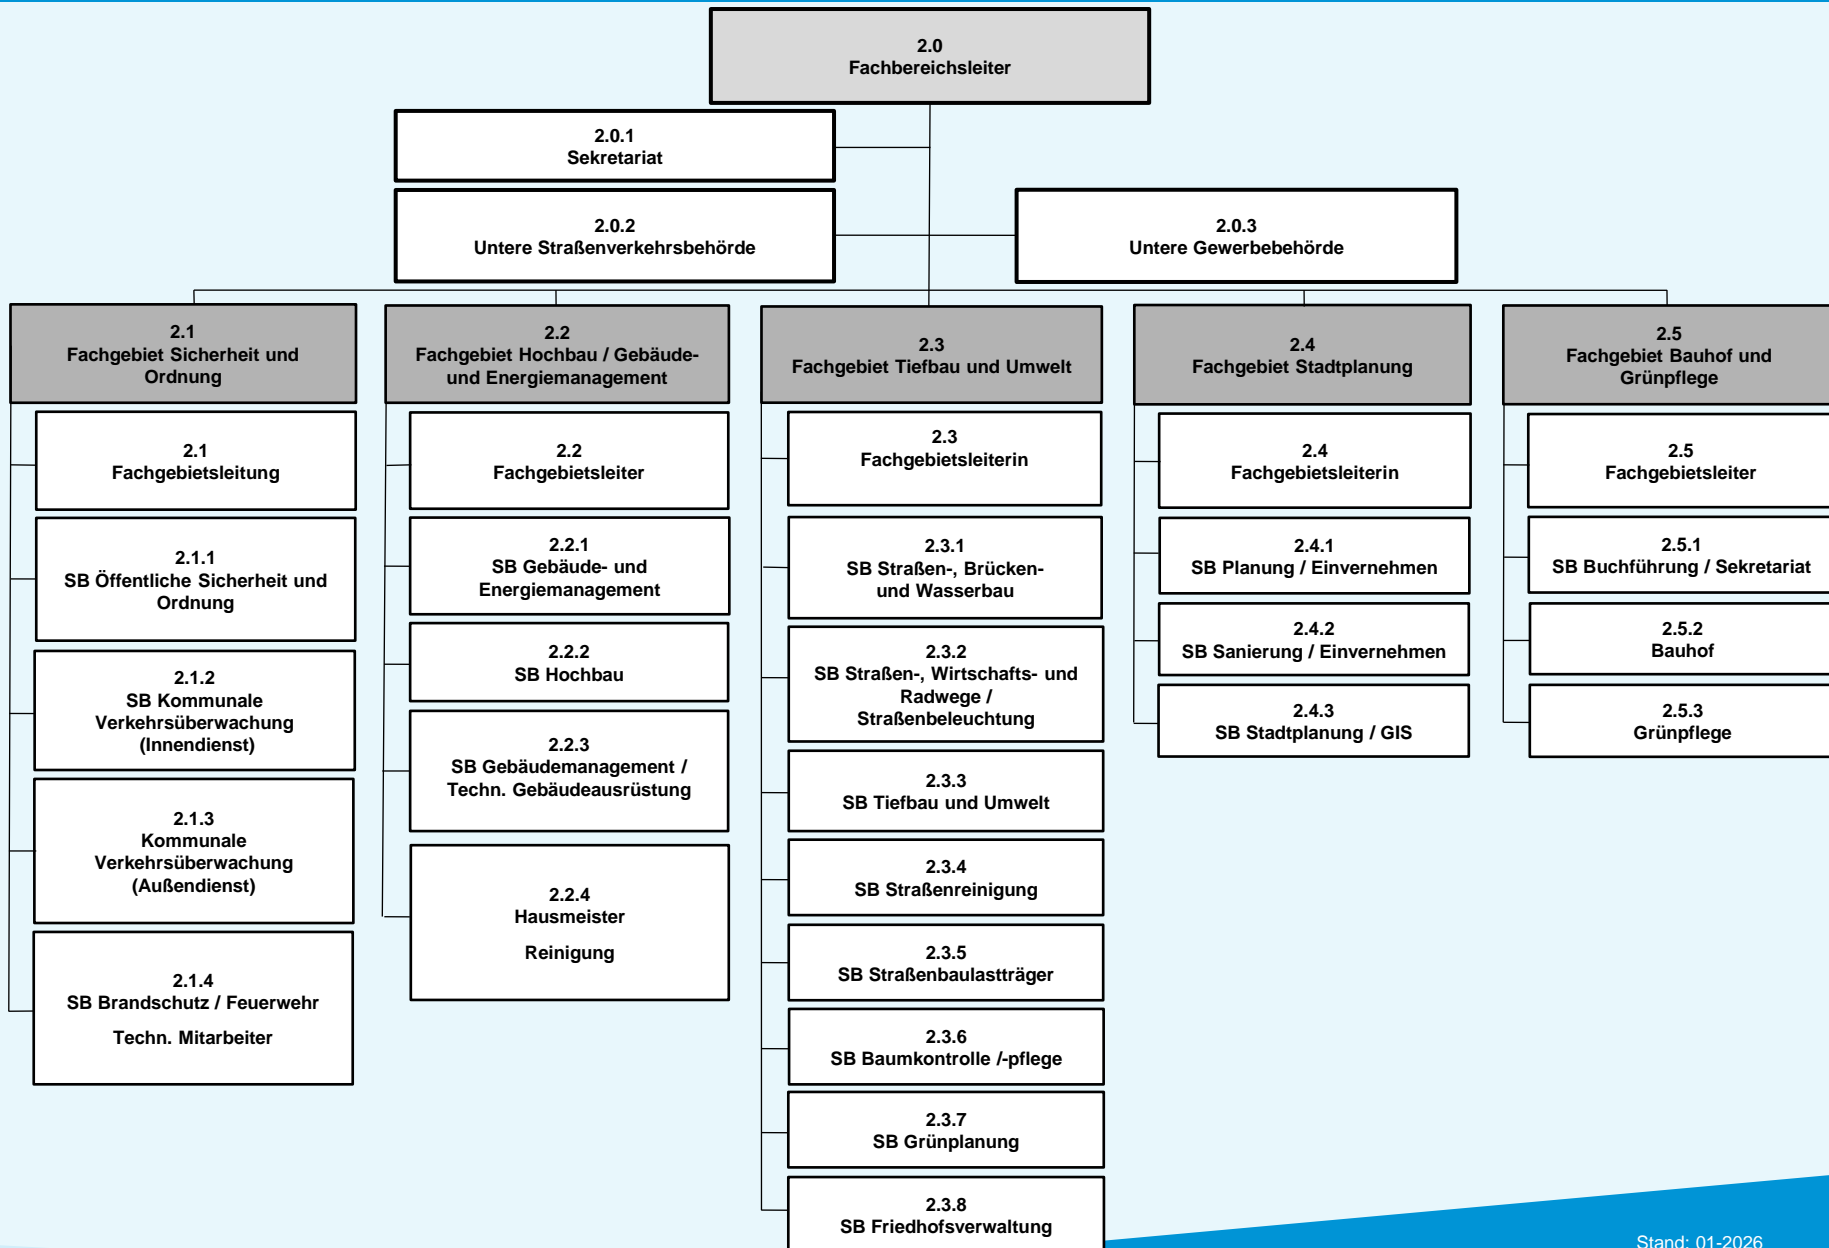 2.0
Fachbereichsleiter
2.0.1
Sekretariat
2.0.2
Untere Straßenverkehrsbehörde
2.0.3
Untere Gewerbebehörde
2.1
Fachgebiet Sicherheit und
Ordnung
2.1
Fachgebietsleitung
2.1.1
SB Öffentliche Sicherheit und
Ordnung
2.1.2
SB Kommunale
Verkehrsüberwachung
(Innendienst)
2.1.3
Kommunale
Verkehrsüberwachung
(Außendienst)
2.1.4
SB Brandschutz / Feuerwehr
Techn. Mitarbeiter
2.2
Fachgebiet Hochbau / Gebäude-
und Energiemanagement
2.2
Fachgebietsleiter
2.2.1
SB Gebäude- und
Energiemanagement
2.2.2
SB Hochbau
2.2.3
SB Gebäudemanagement /
Techn. Gebäudeausrüstung
2.2.4
Hausmeister
Reinigung
2.3
Fachgebiet Tiefbau und Umwelt
2.3
Fachgebietsleiterin
2.3.1
SB Straßen-, Brücken-
und Wasserbau
2.3.2
SB Straßen-, Wirtschafts- und
Radwege /
Straßenbeleuchtung
2.3.3
SB Tiefbau und Umwelt
2.3.4
SB Straßenreinigung
2.3.5
SB Straßenbaulastträger
2.3.6
SB Baumkontrolle /-pflege
2.3.7
SB Grünplanung
2.3.8
SB Friedhofsverwaltung
2.4
Fachgebiet Stadtplanung
2.4
Fachgebietsleiterin
2.4.1
SB Planung / Einvernehmen
2.4.2
SB Sanierung / Einvernehmen
2.4.3
SB Stadtplanung / GIS
2.5
Fachgebiet Bauhof und
Grünpflege
2.5
Fachgebietsleiter
2.5.1
SB Buchführung / Sekretariat
2.5.2
Bauhof
2.5.3
Grünpflege
Stand: 01-2026